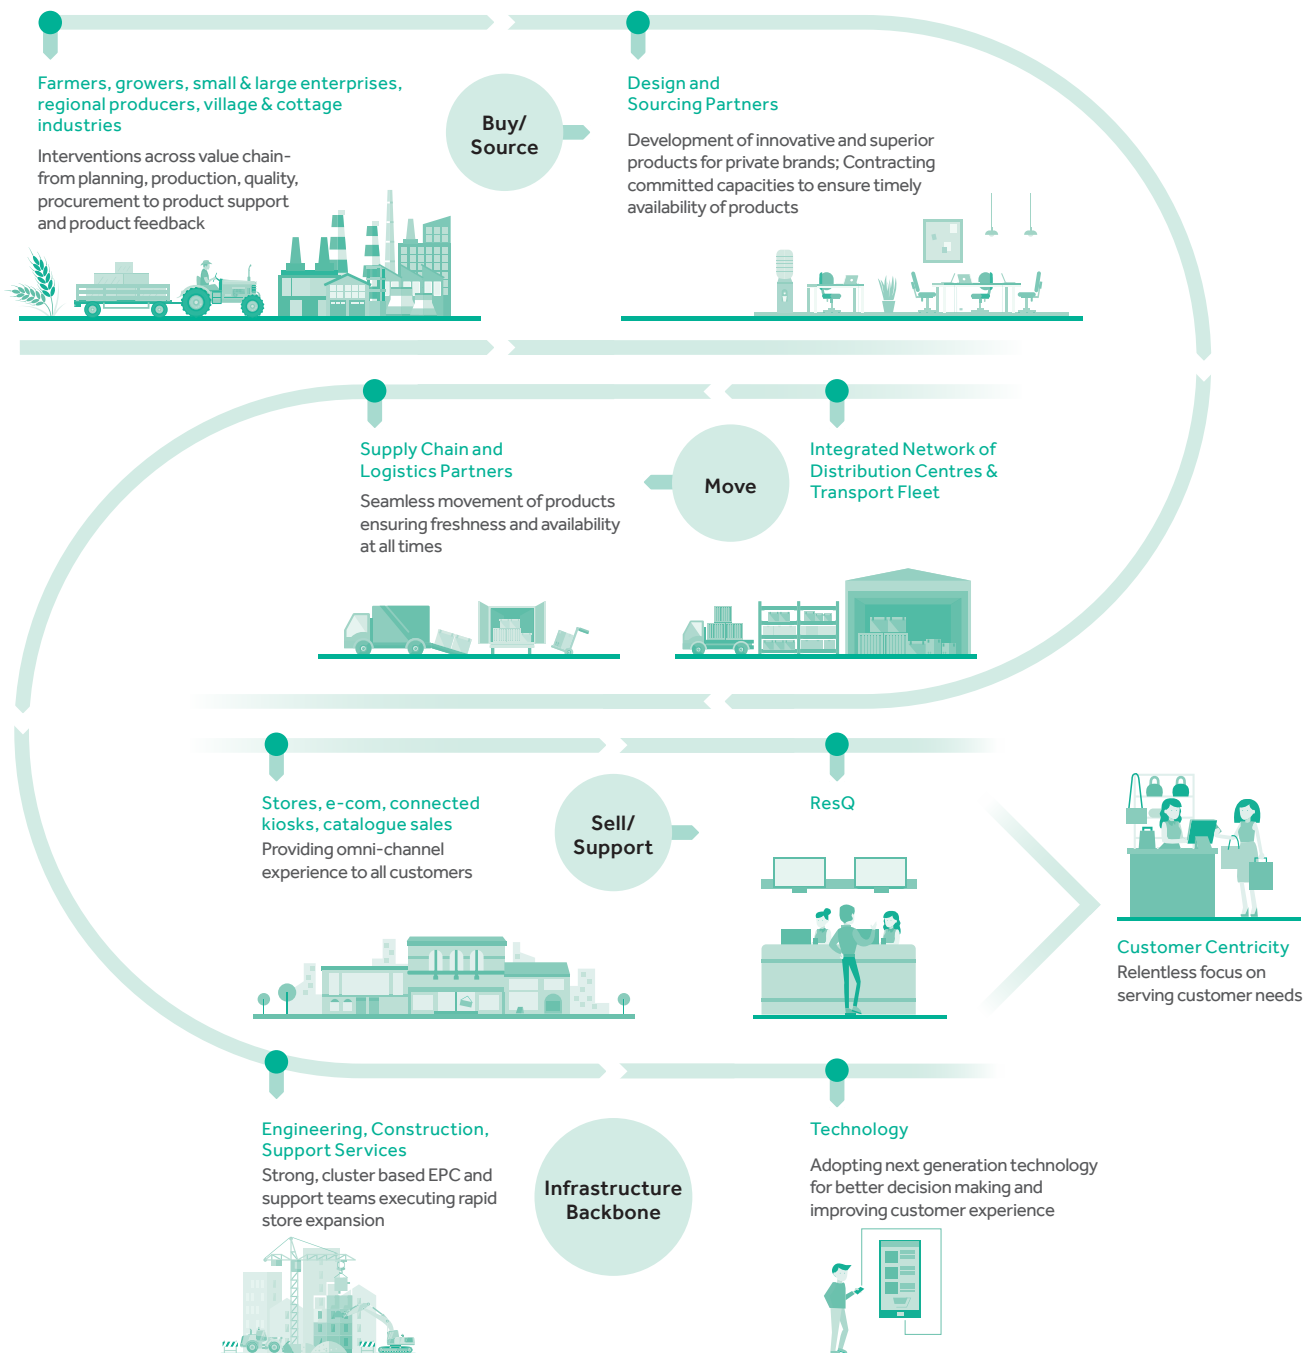 Farmers, growers, small & large enterprises,
regional producers, village & cottage
industries
Interventions across value chain-
from planning, production, quality,
procurement to product support
and product feedback
Buy/
Source
Design and
Sourcing Partners
Development of innovative and superior
products for private brands; Contracting
committed capacities to ensure timely
availability of products
Supply Chain and
Logistics Partners
Seamless movement of products
ensuring freshness and availability
at all times
Move
Integrated Network of
Distribution Centres &
Transport Fleet
Stores, e-com, connected
kiosks, catalogue sales
Providing omni-channel
experience to all customers
Sell/
Support
ResQ
Customer Centricity
Relentless focus on
serving customer needs
Engineering, Construction,
Support Services
Strong, cluster based EPC and
support teams executing rapid
store expansion
Infrastructure
Backbone
Technology
Adopting next generation technology
for better decision making and
improving customer experience